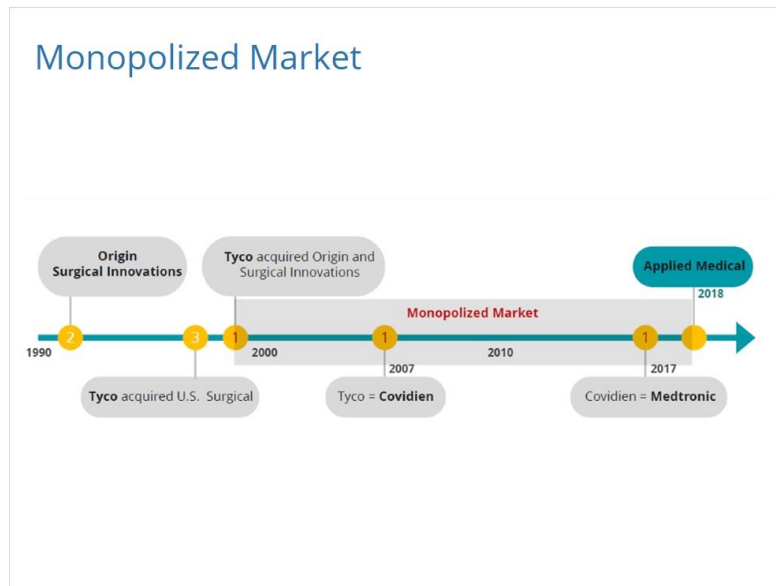 Monopolized Market
Origin
Surgical Innovations
Tyco acquired Origin and
Surgical Innovations
Applied Medical
2018
Monopolized Market
2
3
1
1
1
1990
2000
2010
2007
2017
Tyco acquired U.S. Surgical
Tyco = Covidien
Covidien = Medtronic